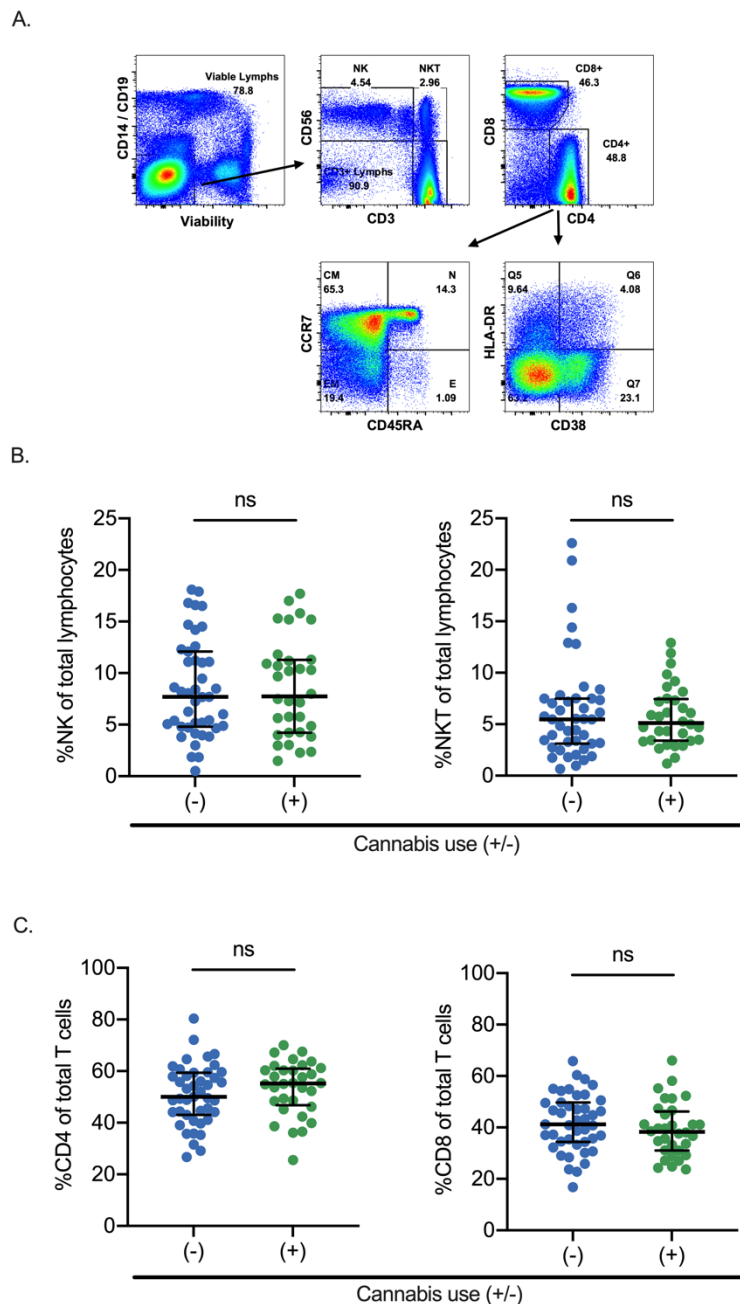 A.
Viable Lymphs
78.8
CD14 / CD19
Viability
NK
4.54
NKT
2.96
CD3+ Lymphs
90.9
CD56
CD3
CD8+
46.3
CD4+
48.8
CD8
CD4
CM
65.3
N
14.3
EM
19.4
E
1.09
CCR7
CD45RA
Q5
9.64
Q6
4.08
Q7
23.1
HLA-DR
CD38
B.
ns
%NK of total lymphocytes
25
20
15
10
5
0
(-)
(+)
ns
%NKT of total lymphocytes
25
20
15
10
5
0
(-)
(+)
Cannabis use (+/-)
C.
ns
%CD4 of total T cells
100
80
60
40
20
0
(-)
(+)
ns
%CD8 of total T cells
100
80
60
40
20
0
(-)
(+)
Cannabis use (+/-)